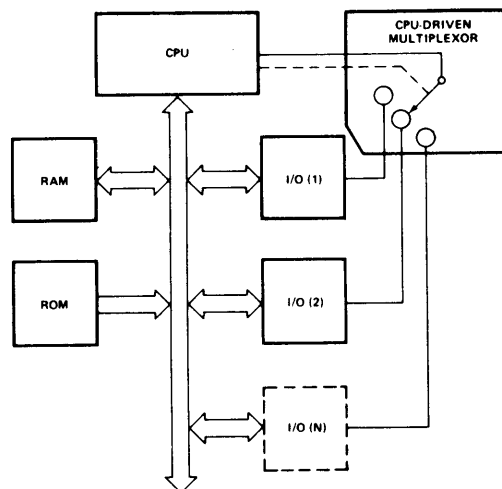 CPU-DRIVEN
MULTIPLEXOR
CPU
RAM
I/O (1)
ROM
I/O (2)
I/O (N)